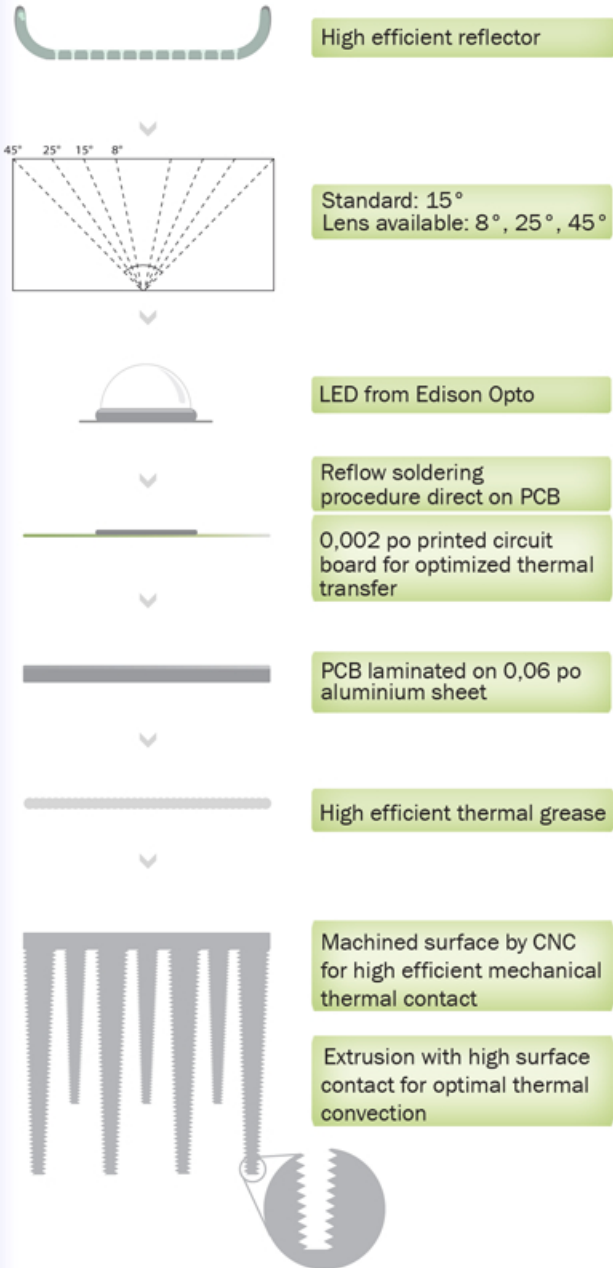 High efficient reflector
45° 25° 15° 8°
Standard: 15°
Lens available: 8°, 25°, 45°
LED from Edison Opto
Reflow soldering
procedure direct on PCB
0,002 po printed circuit
board for optimized thermal
transfer
PCB laminated on 0,06 po
aluminium sheet
High efficient thermal grease
Machined surface by CNC
for high efficient mechanical
thermal contact
Extrusion with high surface
contact for optimal thermal
convection